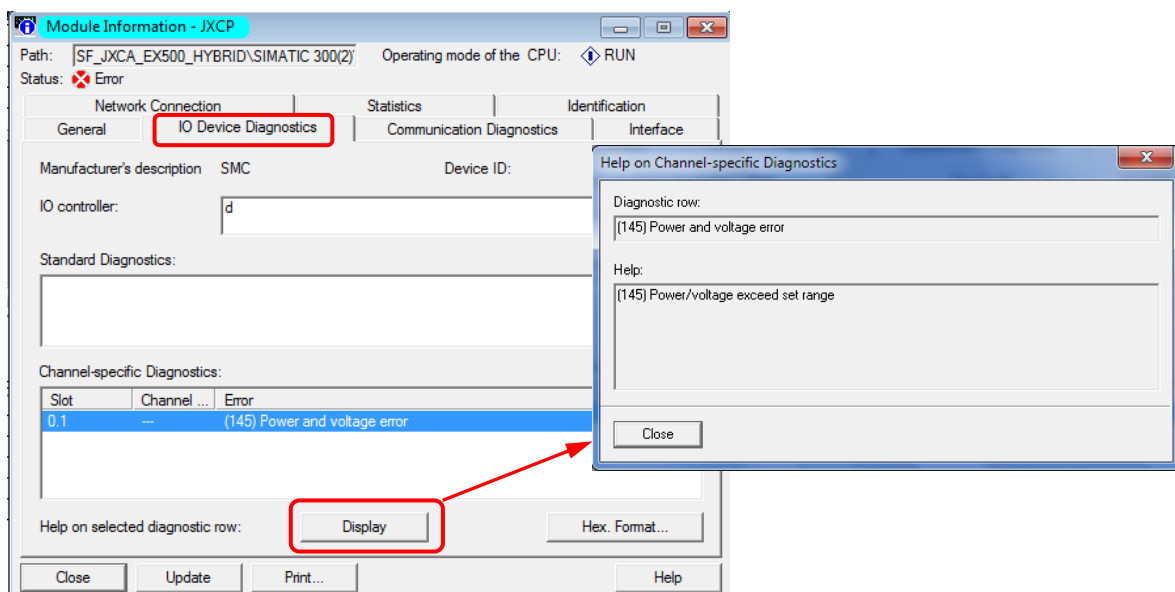 Module Information - JXCP
Path: SF_JXCA_EX500_HYBRID\SIMATIC 300(2)\ Operating mode of the CPU: RUN
Status: Error
Network Connection Statistics Identification
General IO Device Diagnostics Communication Diagnostics Interface
Manufacturer's description SMC Device ID:
IO controller: d
Standard Diagnostics:
Channel-specific Diagnostics:
Slot Channel ... Error
0.1 --- (145) Power and voltage error
Help on selected diagnostic row: Display Hex. Format...
Close Update Print... Help
Help on Channel-specific Diagnostics
Diagnostic row:
(145) Power and voltage error
Help:
(145) Power/voltage exceed set range
Close